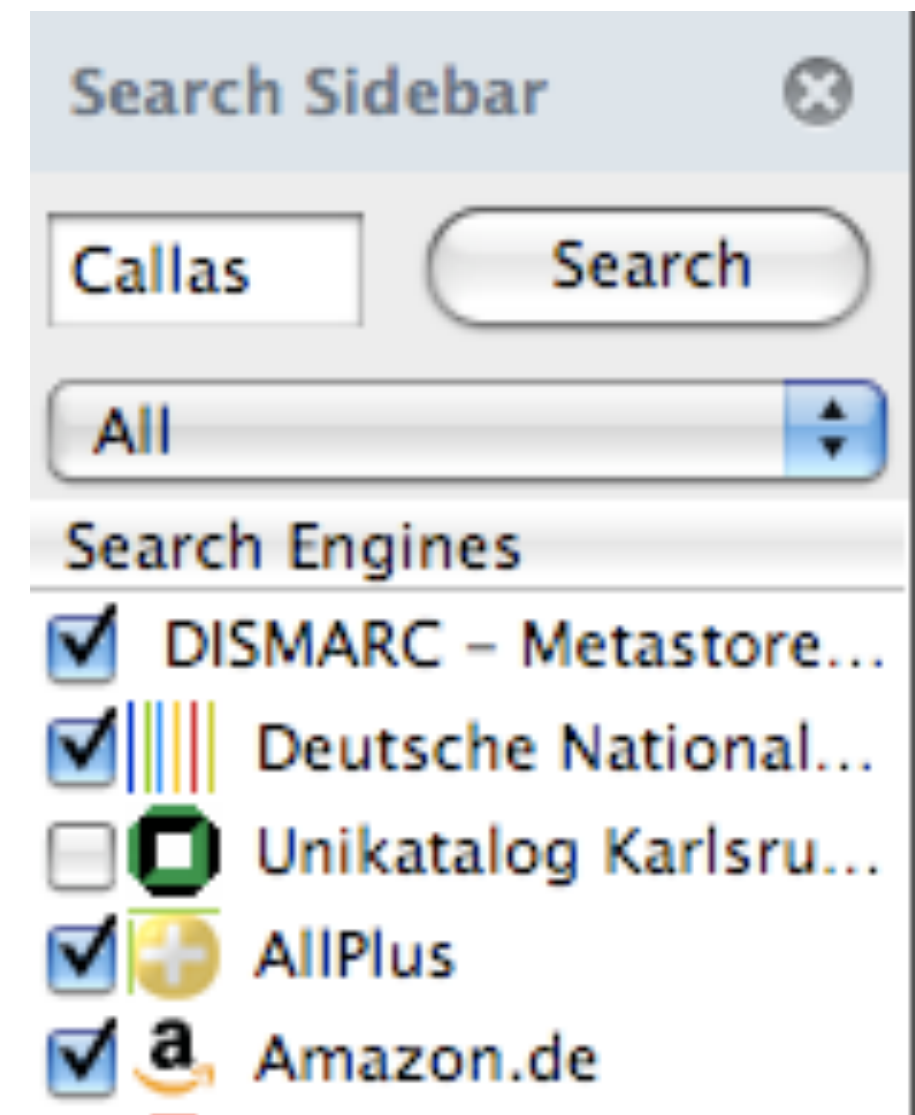 Search Sidebar
Callas Search
All
Search Engines
DISMARC – Metastore...
Deutsche National...
Unikatalog Karlsru...
AllPlus
a Amazon.de